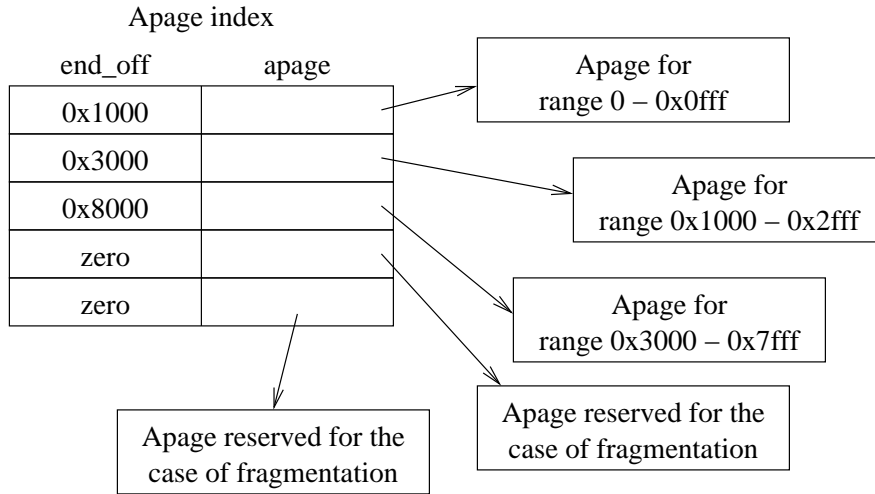 Apage index
end_off apage
0x1000
0x3000
0x8000
zero
zero
Apage for
range 0 – 0x0fff
Apage for
range 0x1000 – 0x2fff
Apage for
range 0x3000 – 0x7fff
Apage reserved for the
case of fragmentation
Apage reserved for the
case of fragmentation